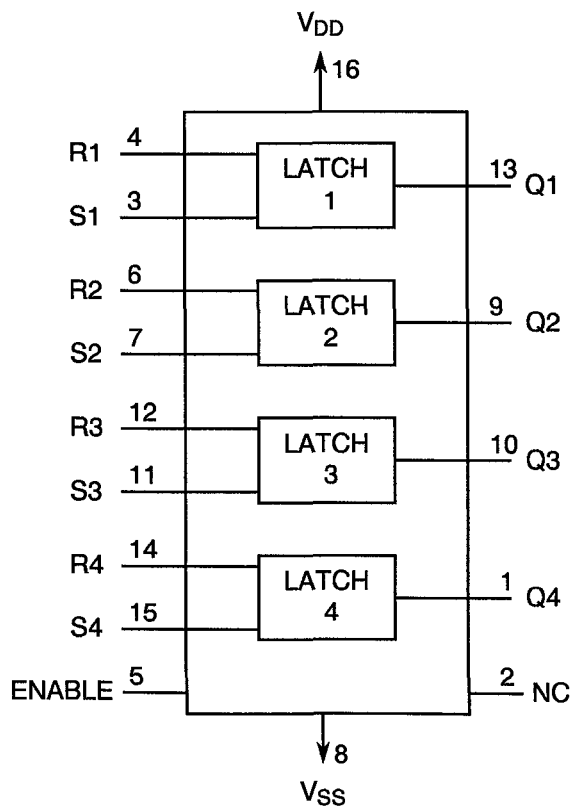 VDD
16
R1 4
LATCH
1
13 Q1
S1 3
R2 6
LATCH
2
9 Q2
S2 7
R3 12
LATCH
3
10 Q3
S3 11
R4 14
LATCH
4
1 Q4
S4 15
ENABLE 5
2 NC
8
VSS